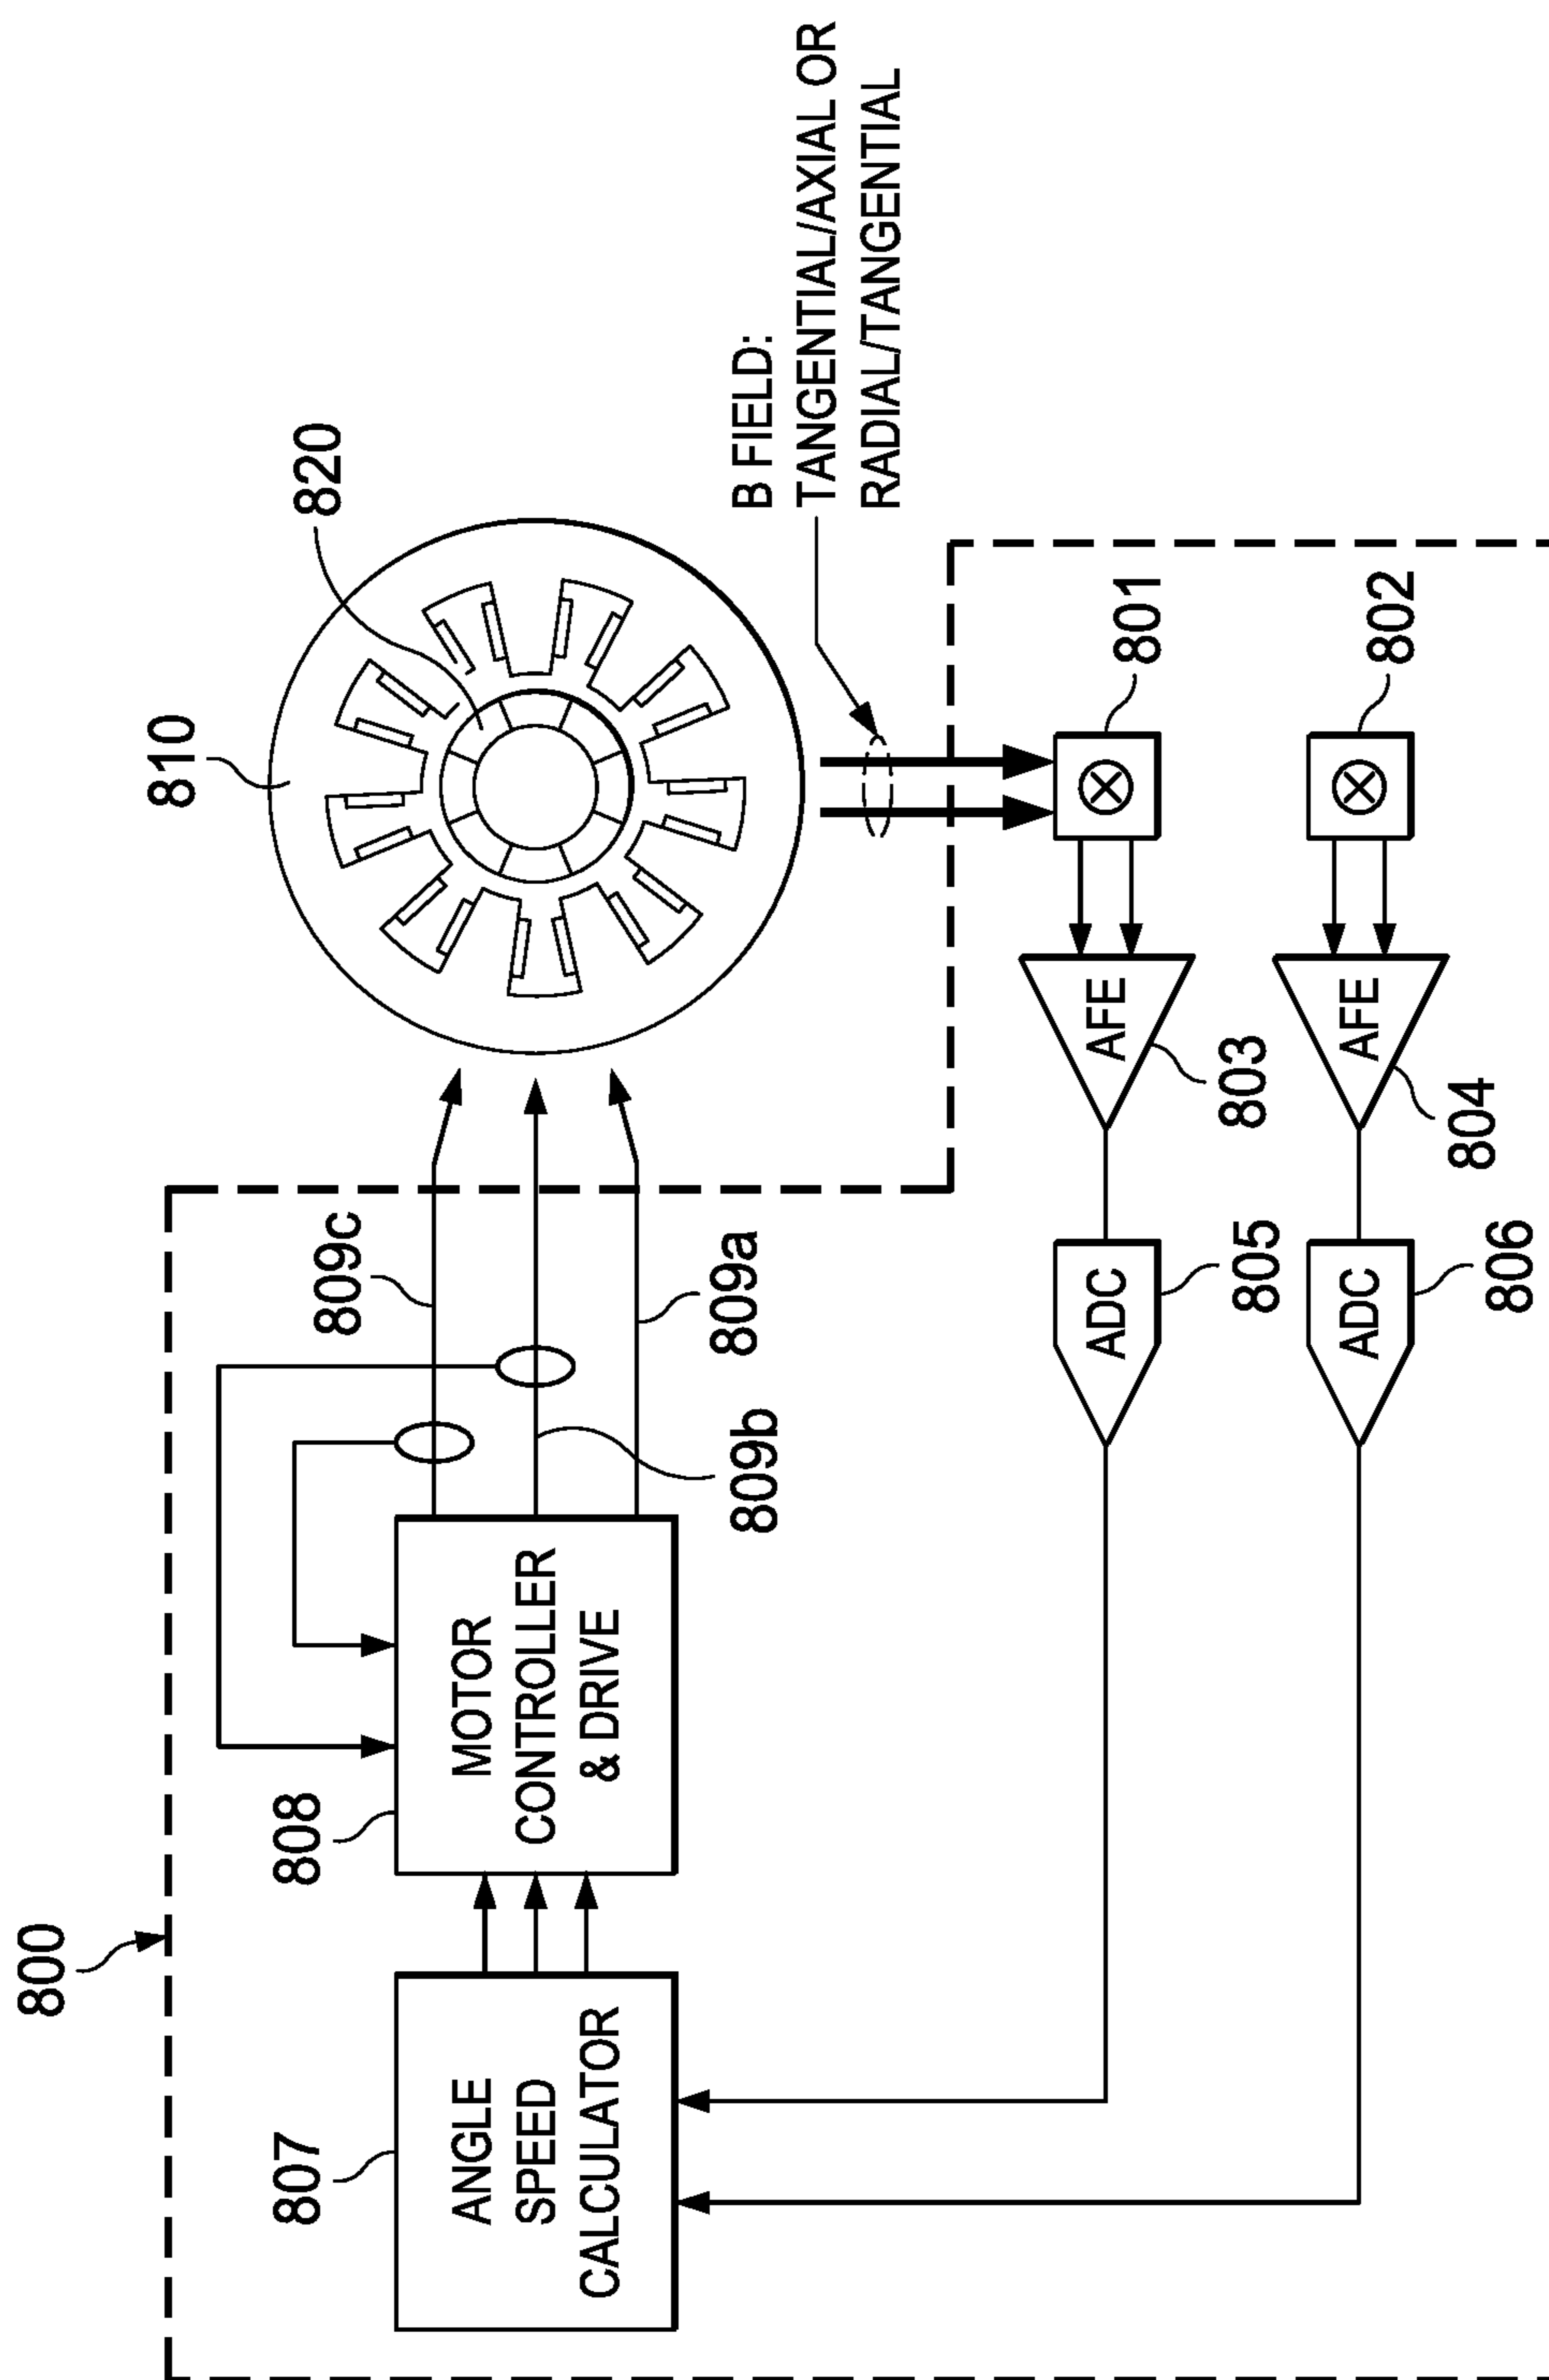 800
807
ANGLE
SPEED
CALCULATOR
808
MOTOR
CONTROLLER
& DRIVE
809c
809b
809a
810
820
B FIELD:
TANGENTIAL/AXIAL OR
RADIAL/TANGENTIAL
805
ADC
803
AFE
801
806
ADC
804
AFE
802